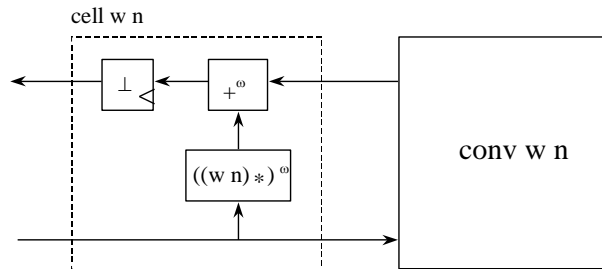 cell w n
⊥ <
+ω
conv w n
((w n) *) ω